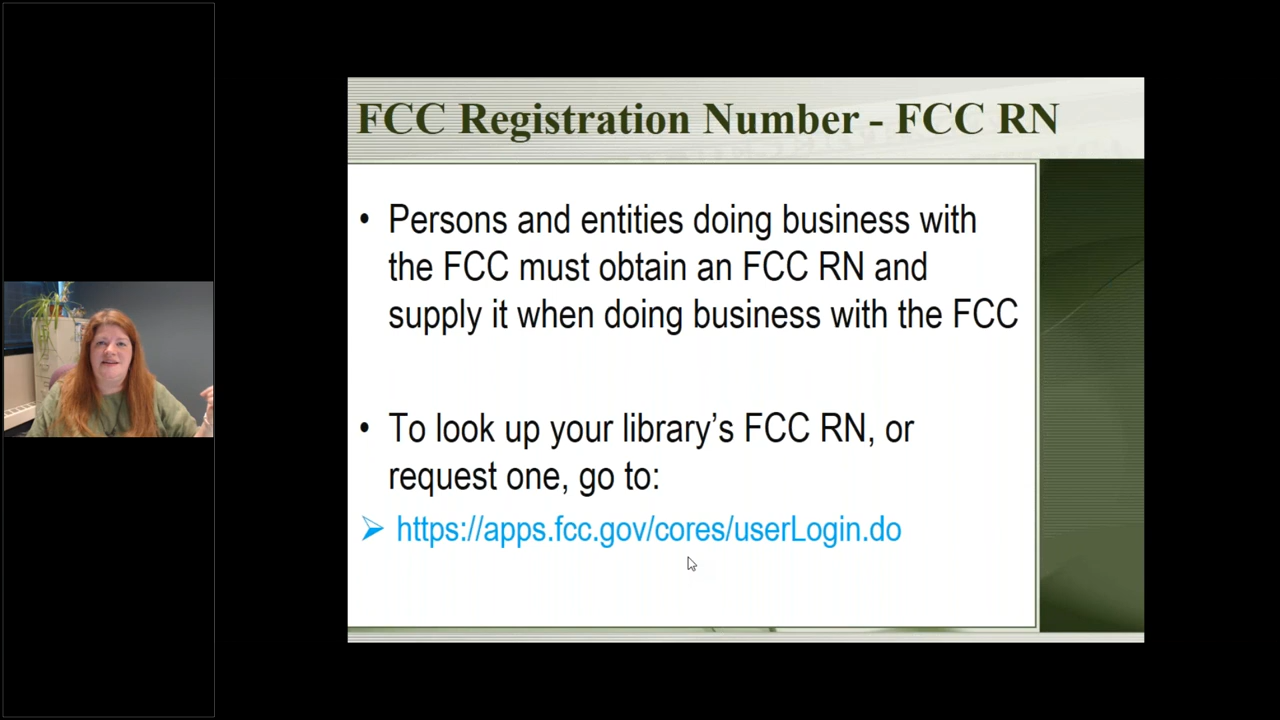 FCC Registration Number - FCC RN
• Persons and entities doing business with
the FCC must obtain an FCC RN and
supply it when doing business with the FCC
• To look up your library’s FCC RN, or
request one, go to:
➢ https://apps.fcc.gov/cores/userLogin.do